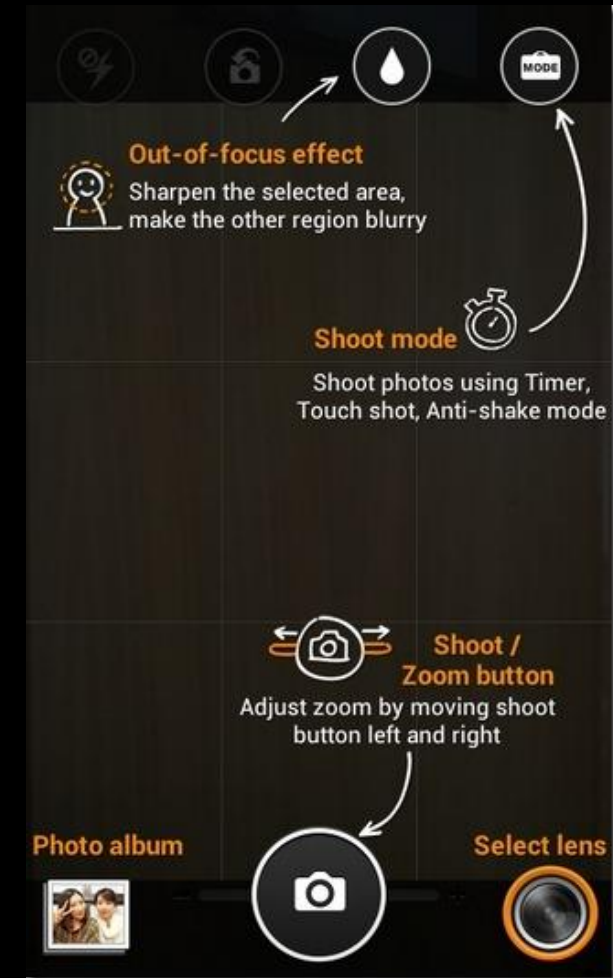 MODE
Out-of-focus effect
Sharpen the selected area,
make the other region blurry
Shoot mode
Shoot photos using Timer,
Touch shot, Anti-shake mode
Shoot /
Zoom button
Adjust zoom by moving shoot
button left and right
Photo album
Select lens